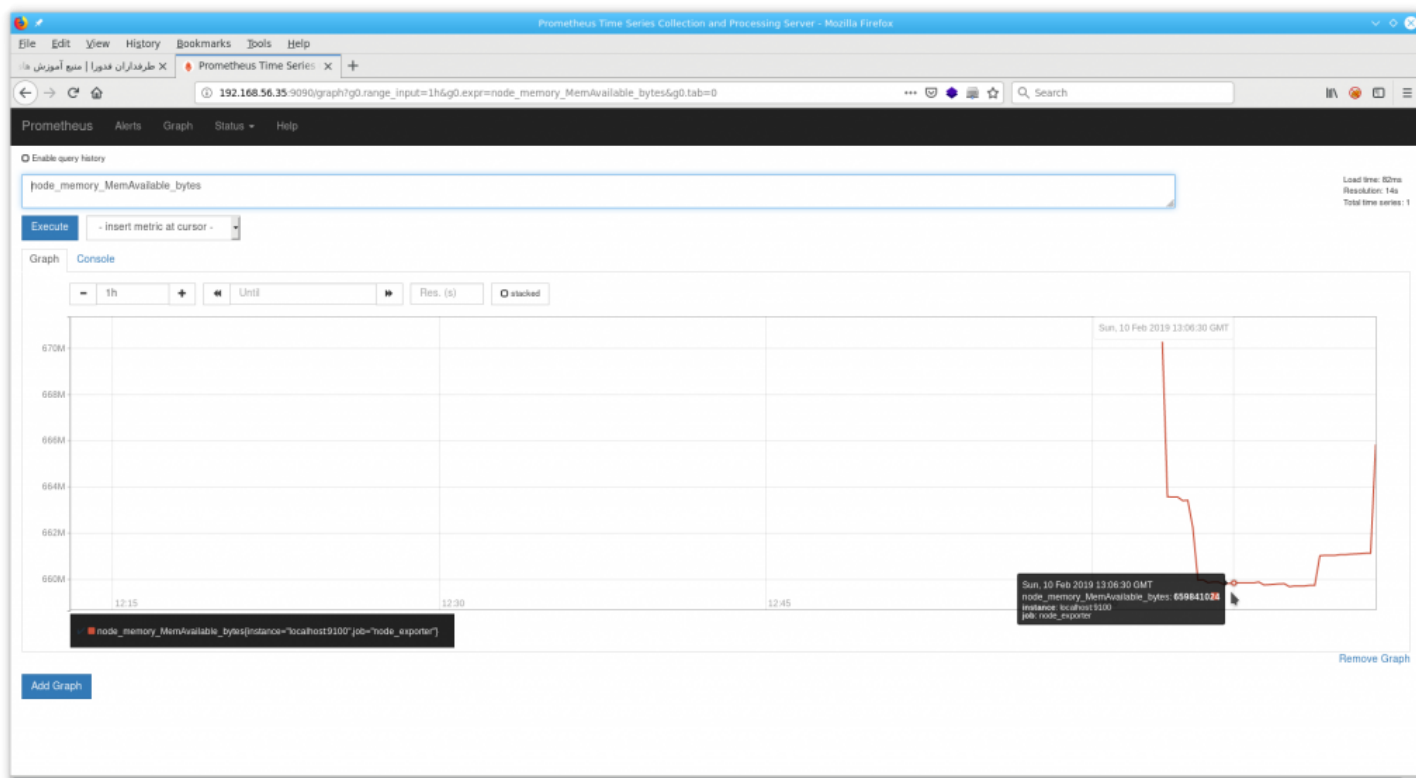 Prometheus Time Series Collection and Processing Server - Mozilla Firefox
File Edit View History Bookmarks Tools Help
طرفداران فدورا | منبع آموزش ها
Prometheus Time Series
192.168.56.35:9090/graph?g0.range_input=1h&g0.expr=node_memory_MemAvailable_bytes&g0.tab=0
Search
Prometheus Alerts Graph Status Help
Enable query history
node_memory_MemAvailable_bytes
Load time: 82ms
Resolution: 14s
Total time series: 1
Execute
- insert metric at cursor -
Graph Console
1h
Until
Res. (s)
stacked
Sun, 10 Feb 2019 13:06:30 GMT
670M
668M
666M
664M
662M
660M
12:15
12:30
12:45
Sun, 10 Feb 2019 13:06:30 GMT
node_memory_MemAvailable_bytes: 659841024
instance: localhost:9100
job: node_exporter
node_memory_MemAvailable_bytes{instance="localhost:9100",job="node_exporter"}
Remove Graph
Add Graph